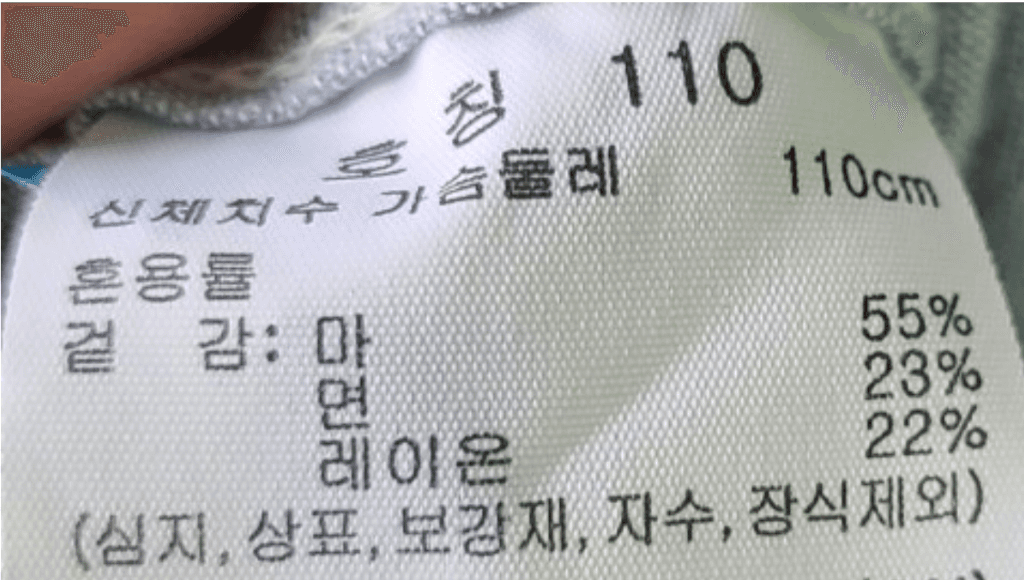 호칭 110
신체치수 가슴둘레 110cm
혼용률
겉 감: 마 55%
면 23%
레이온 22%
(심지, 상표, 보강재, 자수, 장식제외)